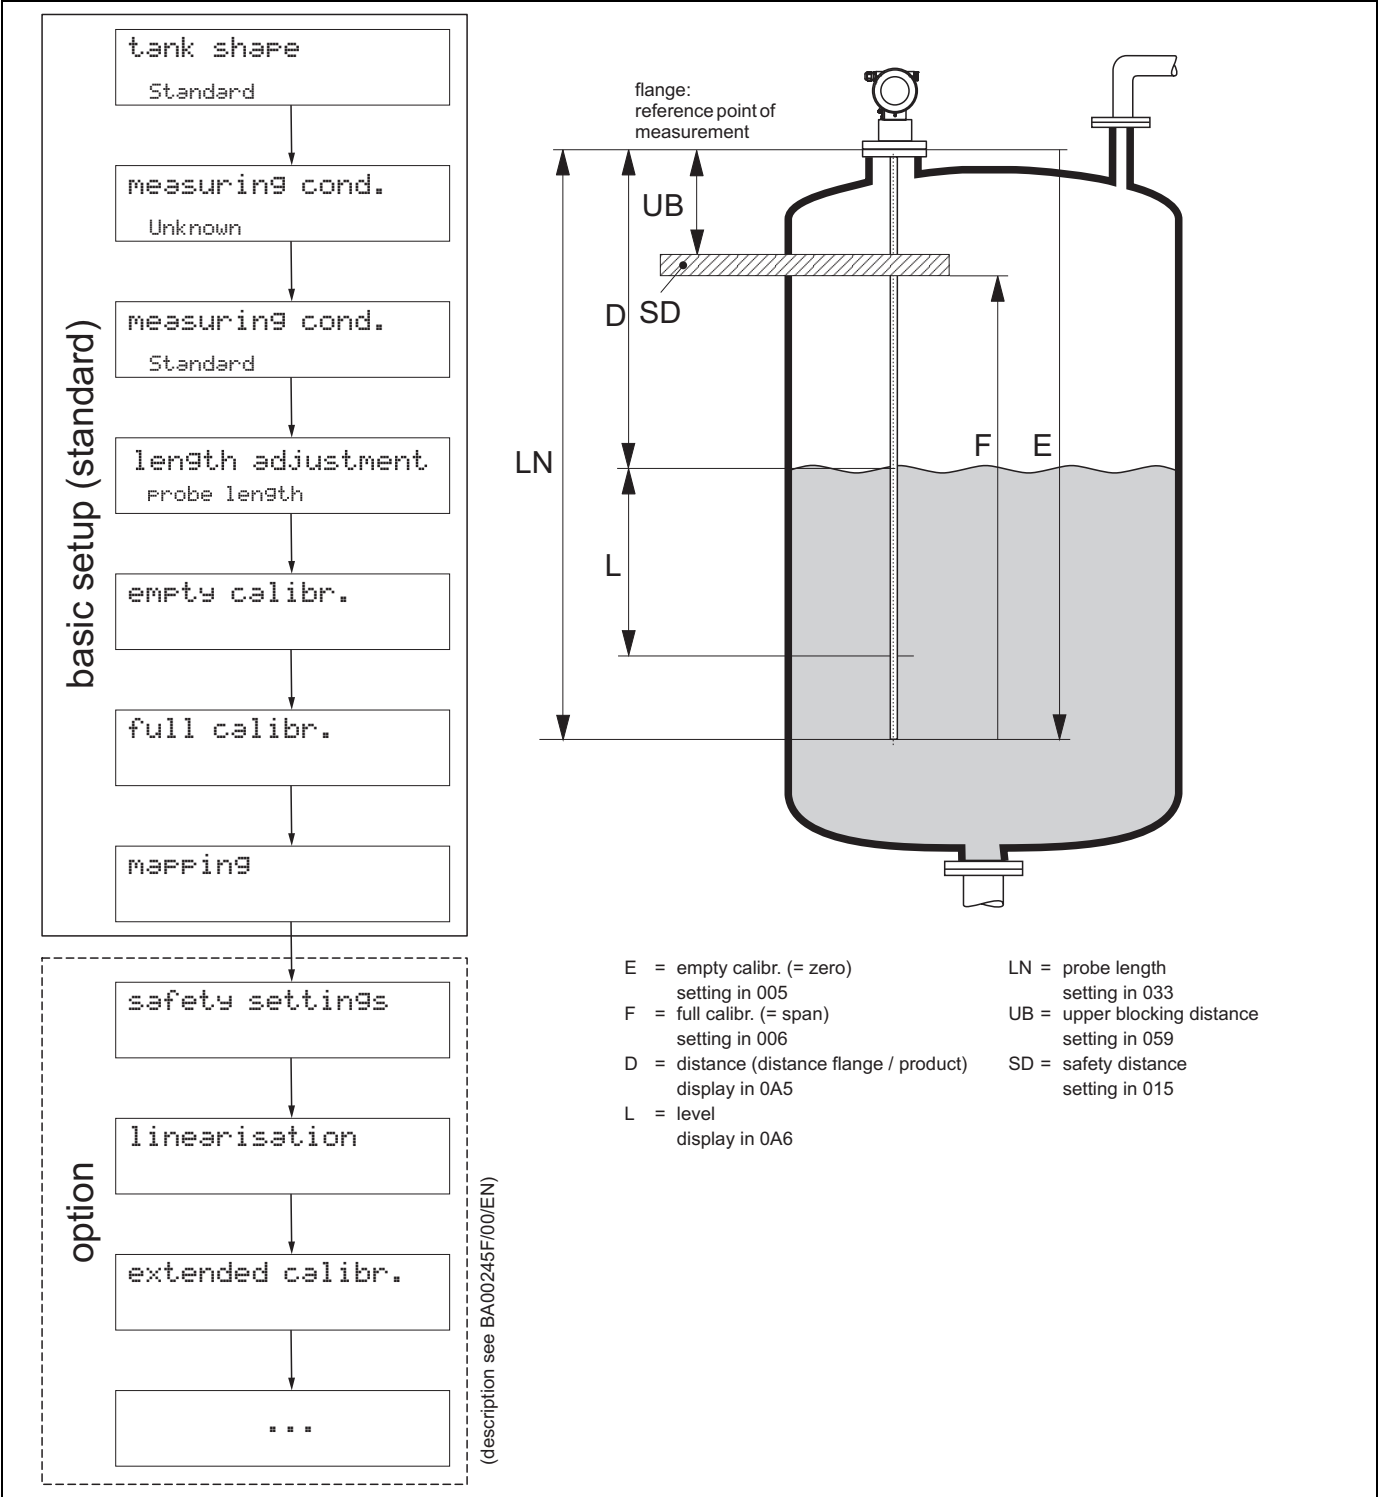 basic setup (standard)
tank shape
Standard
measuring cond.
Unknown
measuring cond.
Standard
length adjustment
probe length
empty calibr.
full calibr.
mapping
option
safety settings
linearisation
extended calibr.
...
(description see BA00245F/00/EN)
flange:
reference point of
measurement
UB
D
SD
F
E
LN
L
E = empty calibr. (= zero)
setting in 005
F = full calibr. (= span)
setting in 006
D = distance (distance flange / product)
display in 0A5
L = level
display in 0A6
LN = probe length
setting in 033
UB = upper blocking distance
setting in 059
SD = safety distance
setting in 015